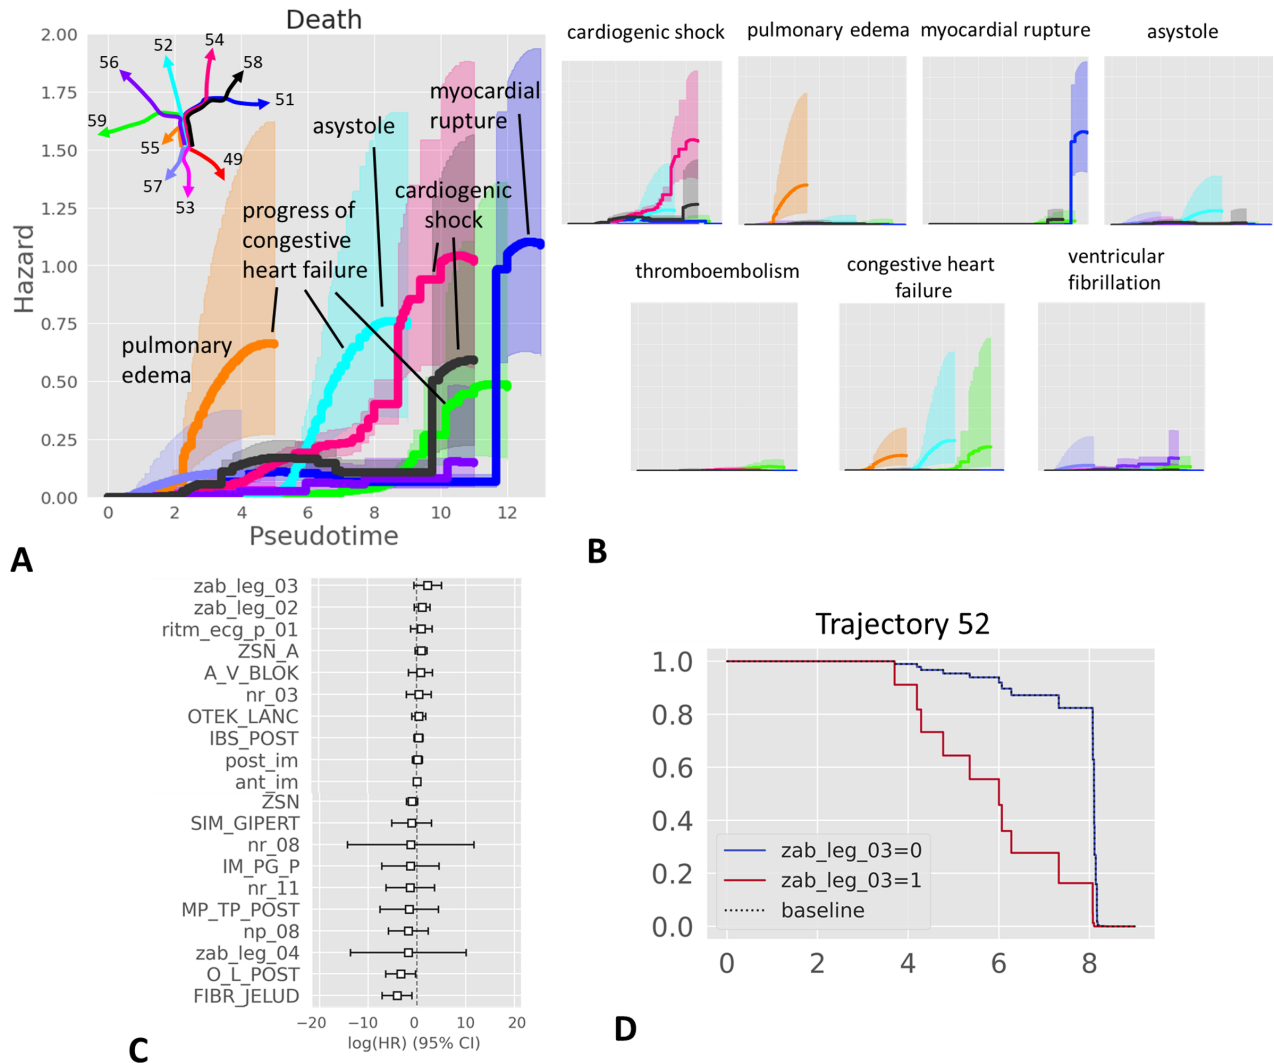 Death
2.00
1.75
1.50
1.25
1.00
0.75
0.50
0.25
0.00
Hazard
0
2
4
6
8
10
12
Pseudotime
52
54
56
58
51
59
55
49
57
53
asystole
myocardial
rupture
cardiogenic
shock
progress of
congestive
heart failure
pulmonary
edema
A
cardiogenic shock
pulmonary edema
myocardial rupture
asystole
thromboembolism
congestive heart
failure
ventricular
fibrillation
B
zab_leg_03
zab_leg_02
ritm_ecg_p_01
ZSN_A
A_V_BLOK
nr_03
OTEK_LANC
IBS_POST
post_im
ant_im
ZSN
SIM_GIPERT
nr_08
IM_PG_P
nr_11
MP_TP_POST
np_08
zab_leg_04
O_L_POST
FIBR_JELUD
−20
−10
0
10
20
log(HR) (95% CI)
C
Trajectory 52
1.0
0.8
0.6
0.4
0.2
0.0
zab_leg_03=0
zab_leg_03=1
baseline
0
2
4
6
8
D